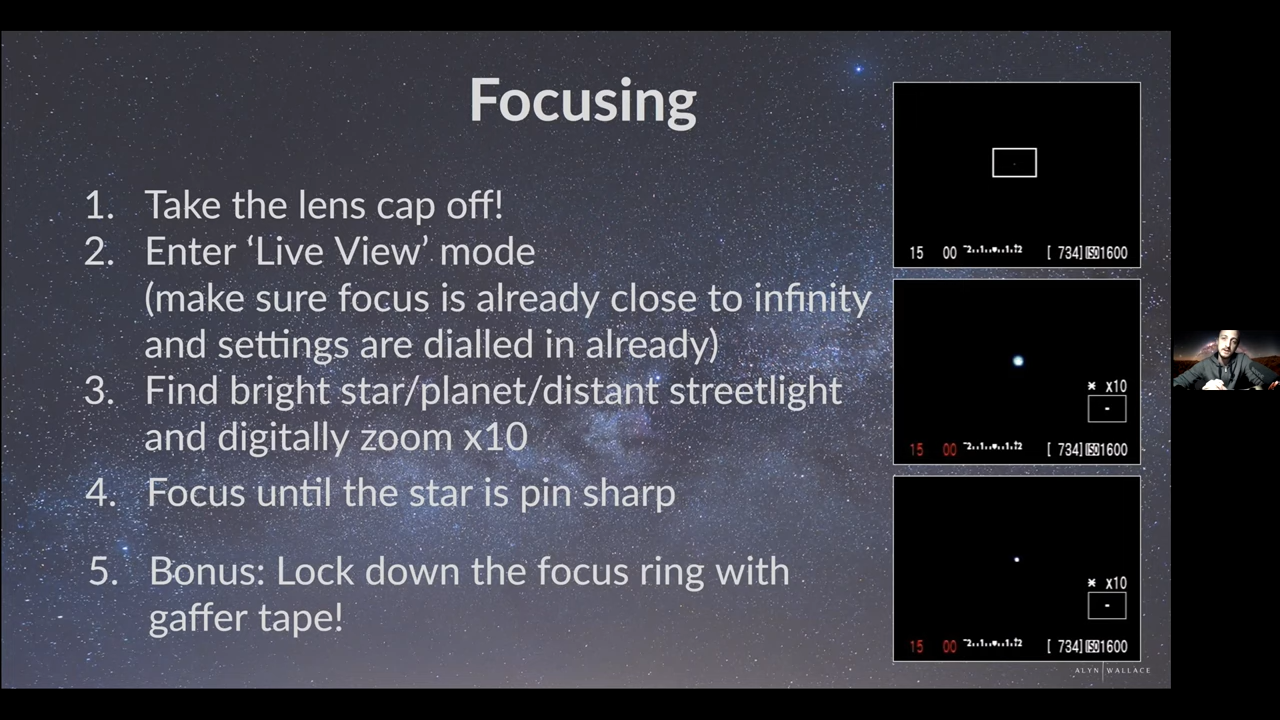 Focusing
1. Take the lens cap off!
2. Enter ‘Live View’ mode
(make sure focus is already close to infinity
and settings are dialled in already)
3. Find bright star/planet/distant streetlight
and digitally zoom x10
4. Focus until the star is pin sharp
5. Bonus: Lock down the focus ring with
gaffer tape!
15 00 [ 734] 1600
x10
15 00 [ 734] 1600
x10
15 00 [ 734] 1600
ALYN WALLACE